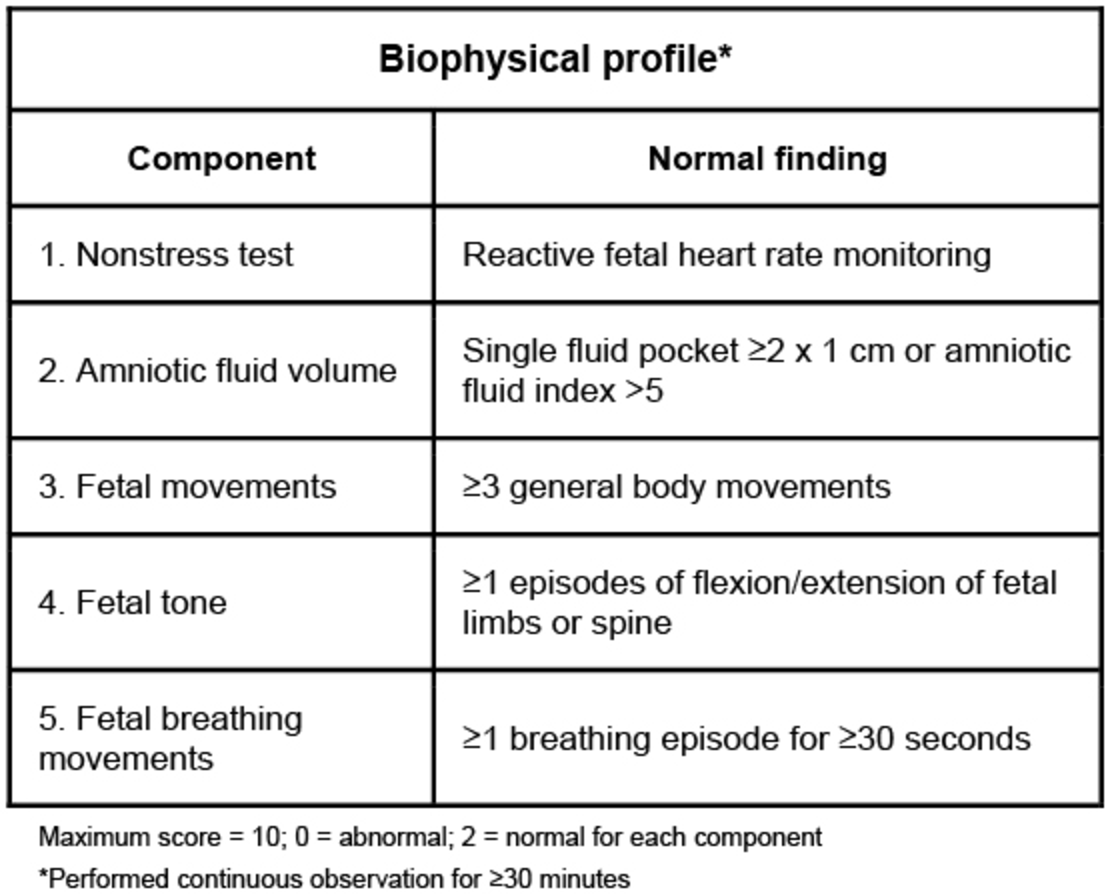 Biophysical profile*
Component
Normal finding
1. Nonstress test
Reactive fetal heart rate monitoring
2. Amniotic fluid volume
Single fluid pocket ≥2 x 1 cm or amniotic
fluid index >5
3. Fetal movements
≥3 general body movements
4. Fetal tone
≥1 episodes of flexion/extension of fetal
limbs or spine
5. Fetal breathing
movements
≥1 breathing episode for ≥30 seconds
Maximum score = 10; 0 = abnormal; 2 = normal for each component
*Performed continuous observation for ≥30 minutes